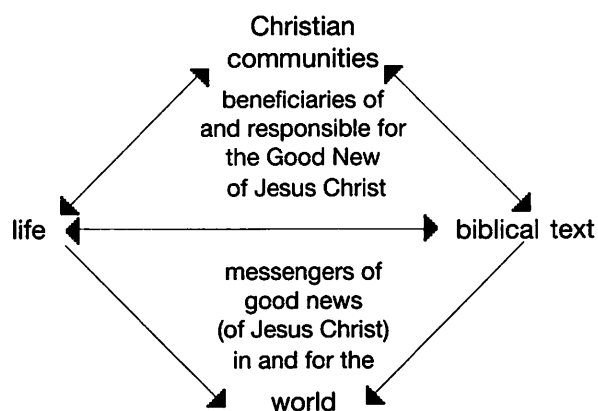 Christian
communities
beneficiaries of
and responsible for
the Good New
of Jesus Christ
life
biblical text
messengers of
good news
(of Jesus Christ)
in and for the
world